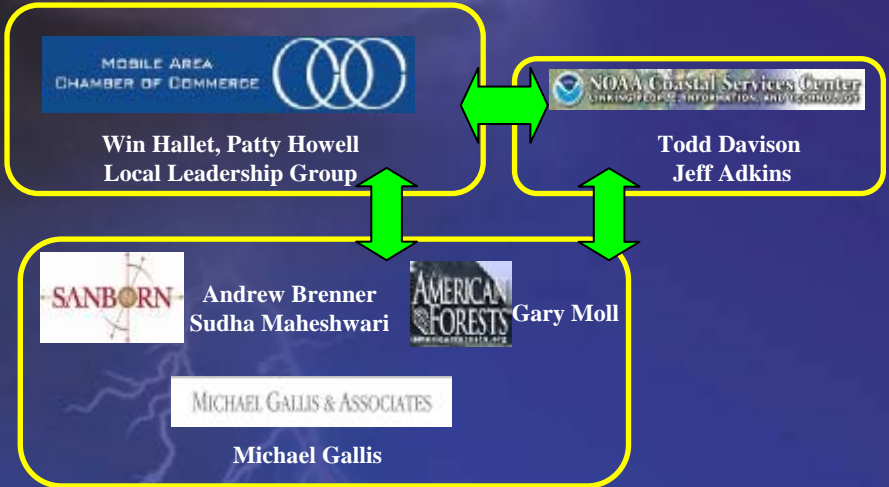 MOBILE AREA
CHAMBER OF COMMERCE
Win Hallet, Patty Howell
Local Leadership Group
NOAA Coastal Services Center
LINKING PEOPLE, INFORMATION, AND TECHNOLOGY
Todd Davison
Jeff Adkins
SANBORN
Andrew Brenner
Sudha Maheshwari
AMERICAN
FORESTS
americanforests.org
Gary Moll
MICHAEL GALLIS & ASSOCIATES
Michael Gallis